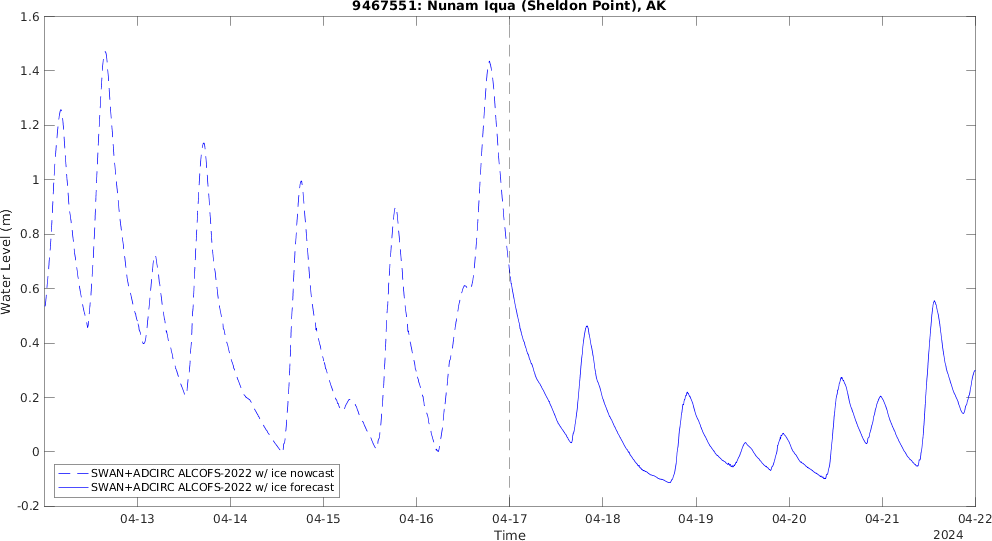 9467551: Nunam Iqua (Sheldon Point), AK
1.6
1.4
1.2
1
0.8
0.6
0.4
0.2
0
-0.2
Water Level (m)
SWAN+ADCIRC ALCOFS-2022 w/ ice nowcast
SWAN+ADCIRC ALCOFS-2022 w/ ice forecast
04-13 04-14 04-15 04-16 04-17 04-18 04-19 04-20 04-21 04-22
Time
2024